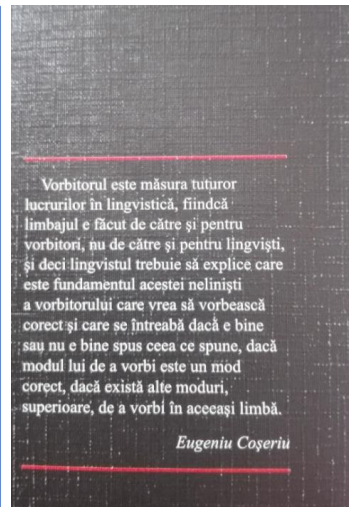 Vorbitorul este măsura tuturor
lucrurilor în lingvistică, fiindcă
limbajul e făcut de către și pentru
vorbitori, nu de către și pentru lingviști,
și deci lingvistul trebuie să explice care
este fundamentul acestei neliniști
a vorbitorului care vrea să vorbească
corect și care se întreabă dacă e bine
sau nu e bine spus ceea ce spune, dacă
modul lui de a vorbi este un mod
corect, dacă există alte moduri,
superioare, de a vorbi în aceeași limbă.
Eugeniu Coșeriu